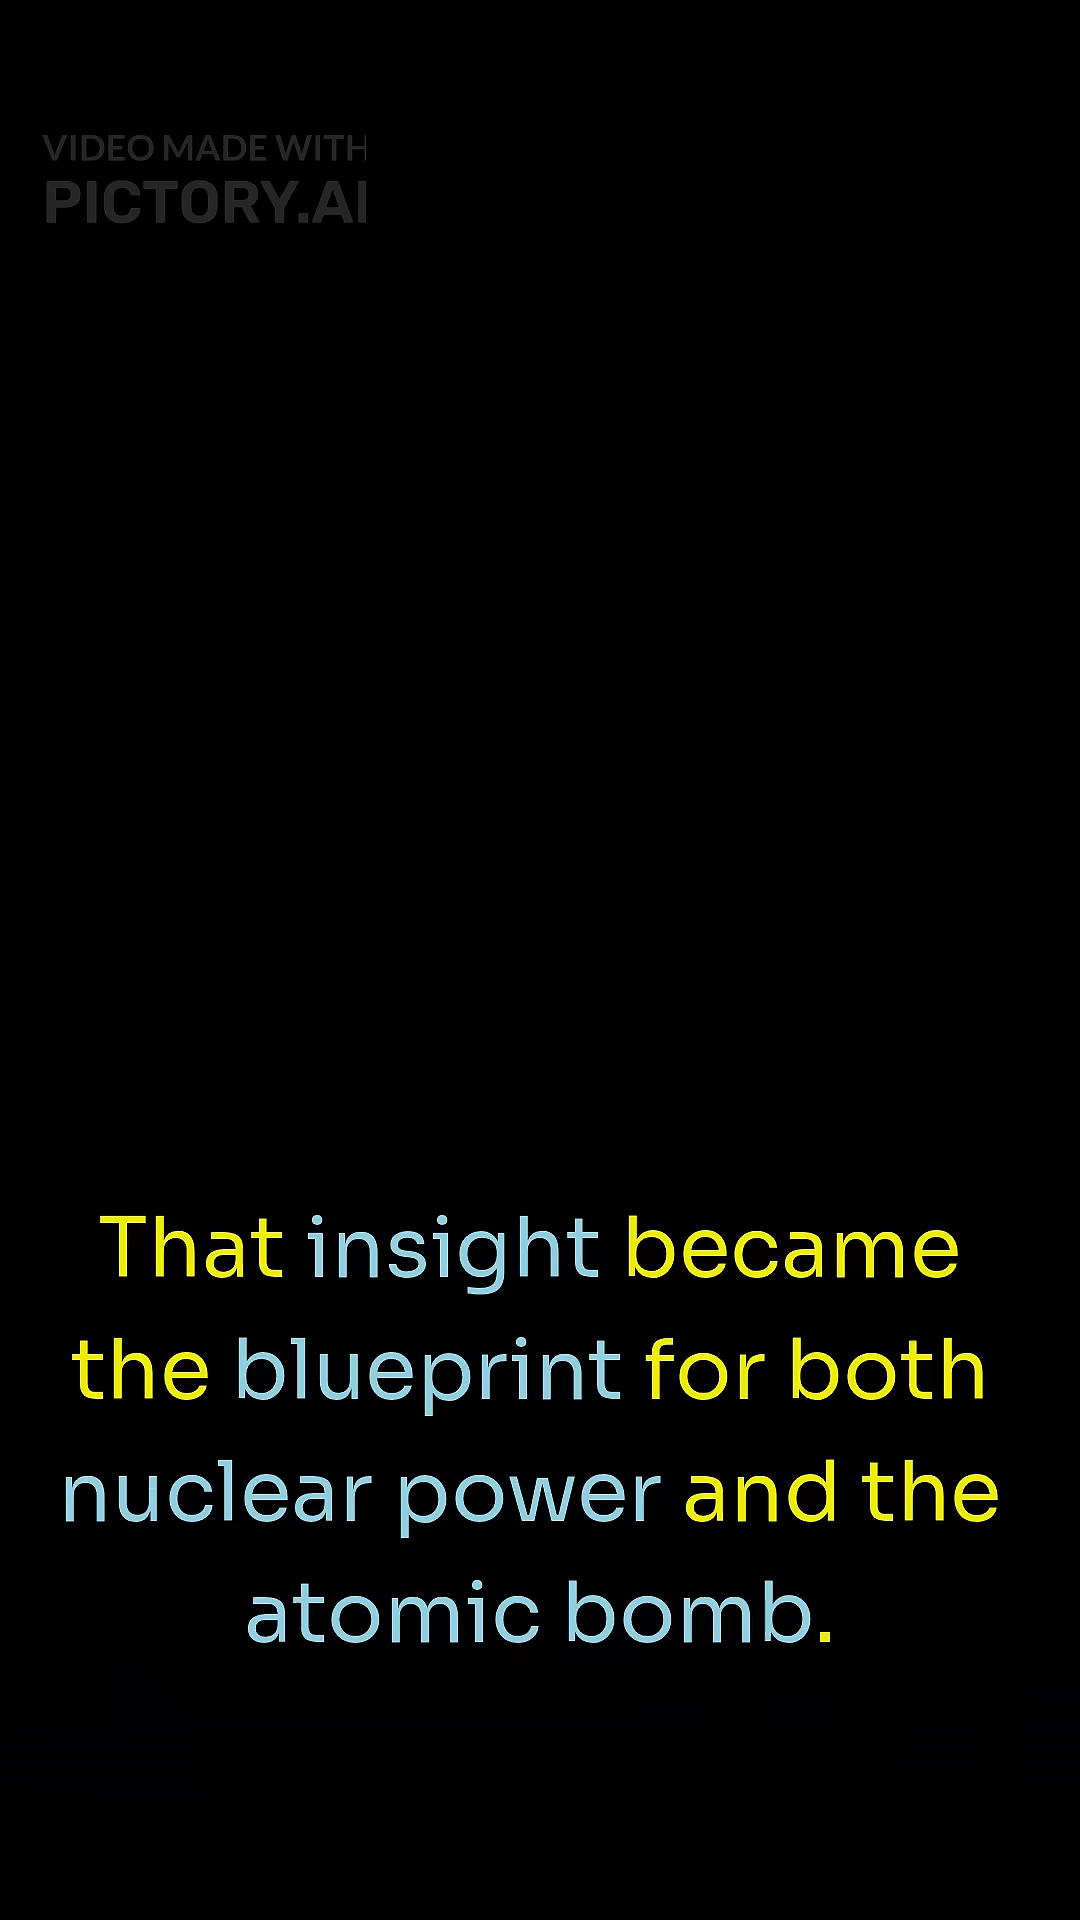 VIDEO MADE WITH
PICTORY.AI
That insight became
the blueprint for both
nuclear power and the
atomic bomb.